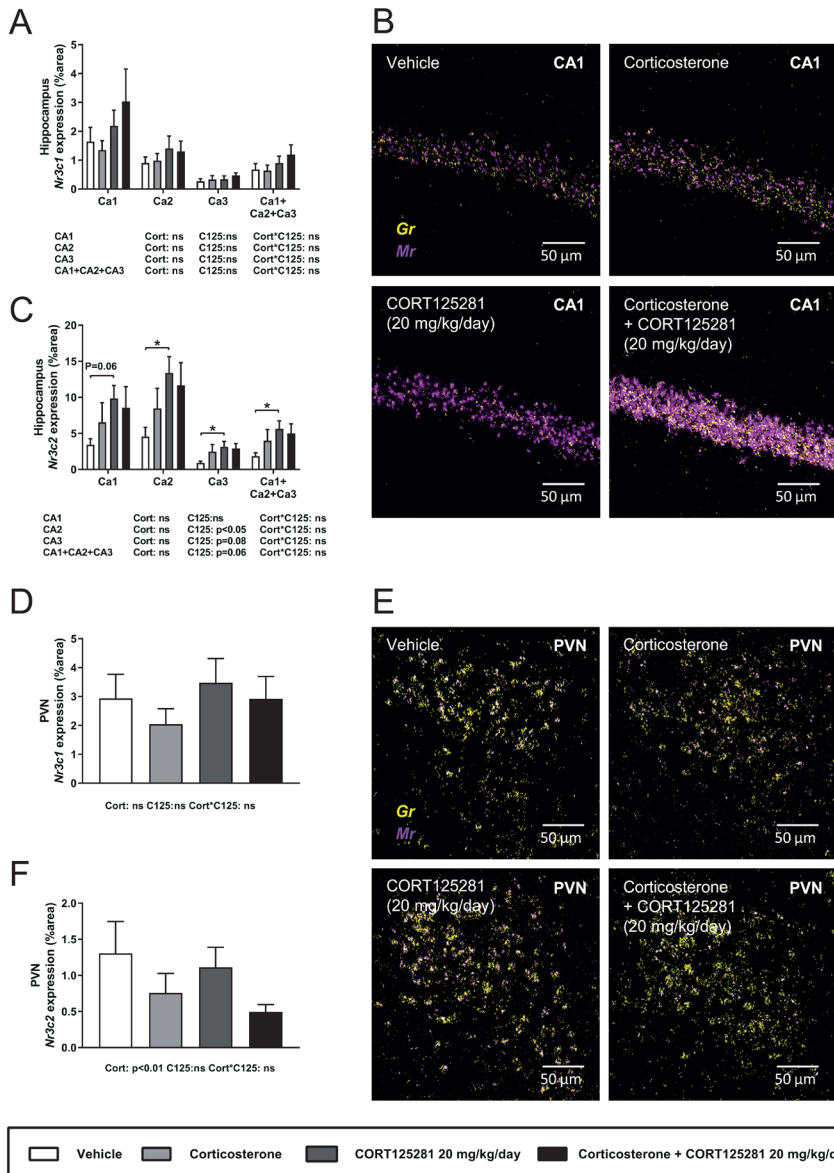 A
Hippocampus
Nr3c1 expression (%area)
5
4
3
2
1
0
Ca1
Ca2
Ca3
Ca1+
Ca2+Ca3
CA1 Cort: ns C125:ns Cort*C125: ns
CA2 Cort: ns C125:ns Cort*C125: ns
CA3 Cort: ns C125:ns Cort*C125: ns
CA1+CA2+CA3 Cort: ns C125:ns Cort*C125: ns
B
Vehicle CA1
Gr
Mr
50 µm
Corticosterone CA1
50 µm
CORT125281 CA1
(20 mg/kg/day)
50 µm
Corticosterone CA1
+ CORT125281
(20 mg/kg/day)
50 µm
C
Hippocampus
Nr3c2 expression (%area)
20
15
10
5
0
P=0.06
*
*
*
Ca1
Ca2
Ca3
Ca1+
Ca2+Ca3
CA1 Cort: ns C125:ns Cort*C125: ns
CA2 Cort: ns C125: p<0.05 Cort*C125: ns
CA3 Cort: ns C125: p=0.08 Cort*C125: ns
CA1+CA2+CA3 Cort: ns C125: p=0.06 Cort*C125: ns
D
PVN
Nr3c1 expression (%area)
5
4
3
2
1
0
Cort: ns C125:ns Cort*C125: ns
E
Vehicle PVN
Gr
Mr
50 µm
Corticosterone PVN
50 µm
CORT125281 PVN
(20 mg/kg/day)
50 µm
Corticosterone PVN
+ CORT125281
(20 mg/kg/day)
50 µm
F
PVN
Nr3c2 expression (%area)
2.0
1.5
1.0
0.5
0.0
Cort: p<0.01 C125:ns Cort*C125: ns
Vehicle Corticosterone CORT125281 20 mg/kg/day Corticosterone + CORT125281 20 mg/kg/d